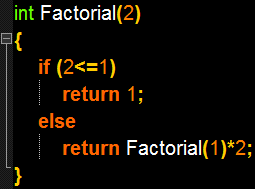 int Factorial(2)
{
if (2<=1)
return 1;
else
return Factorial(1)*2;
}